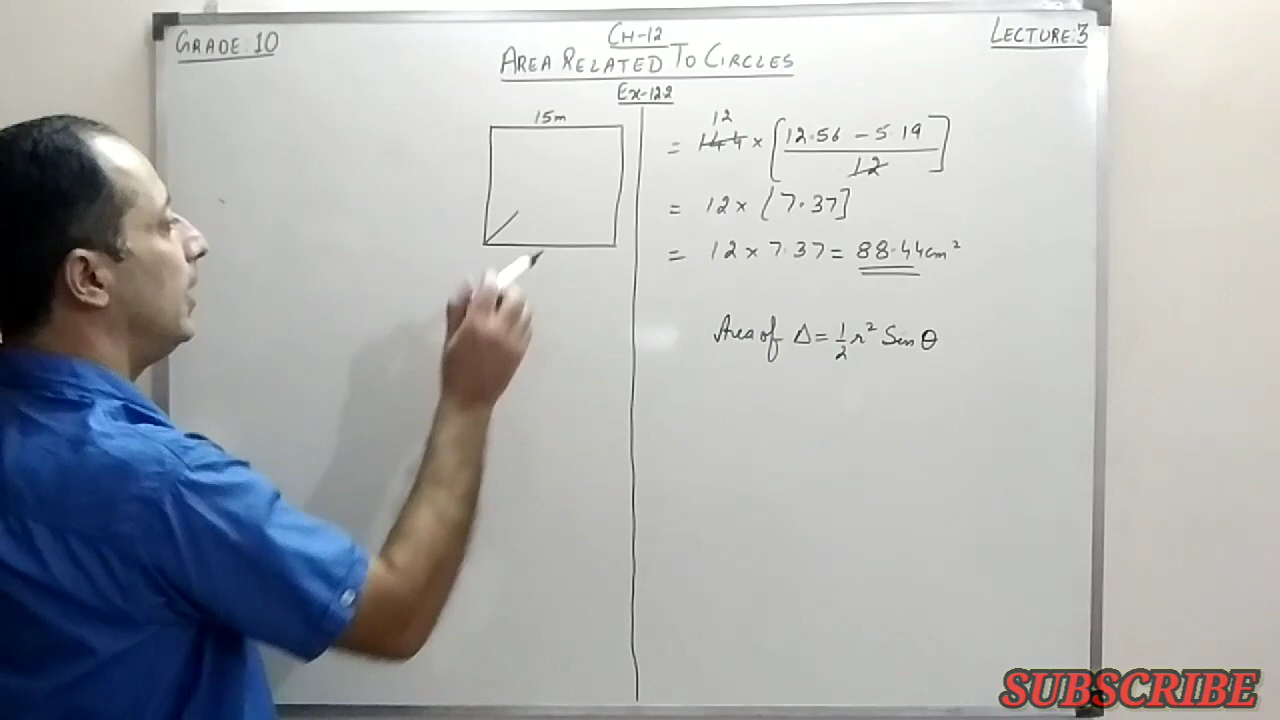 GRADE: 10
CH-12
LECTURE: 3
AREA RELATED TO CIRCLES
Ex-12.2
15m
12
= 144 × [12.56 - 5.19 / 12]
= 12 × [7.37]
= 12 × 7.37 = 88.44cm²
Area of Δ = 1/2 r² Sin θ
SUBSCRIBE